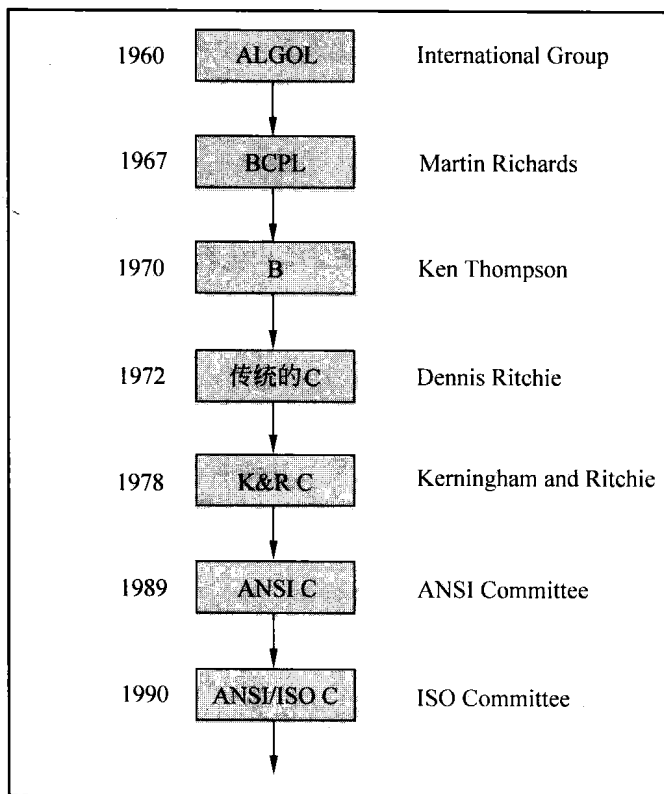 1960 ALGOL International Group
1967 BCPL Martin Richards
1970 B Ken Thompson
1972 传统的C Dennis Ritchie
1978 K&R C Kerningham and Ritchie
1989 ANSI C ANSI Committee
1990 ANSI/ISO C ISO Committee